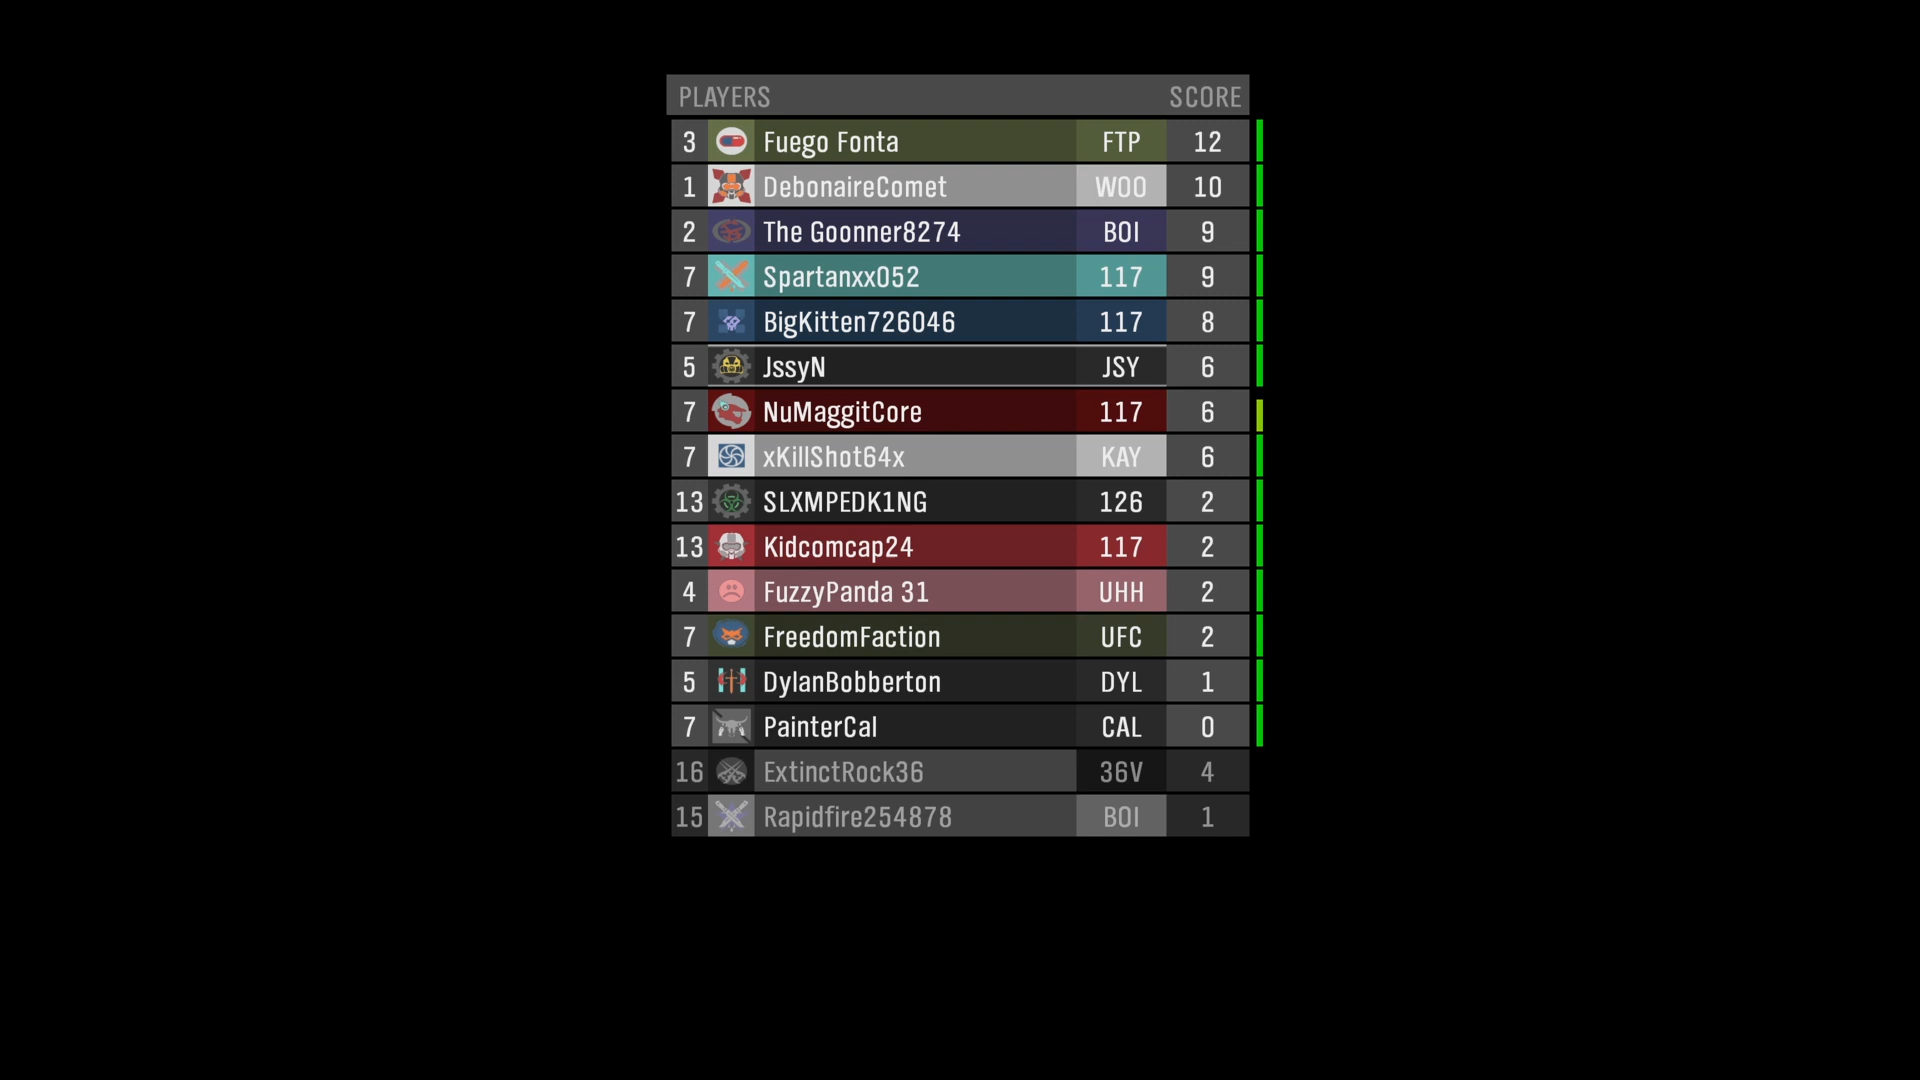 PLAYERS SCORE
3 Fuego Fonta FTP 12
1 DebonaireComet WOO 10
2 The Goonner8274 BOI 9
7 Spartanxx052 117 9
7 BigKitten726046 117 8
5 JssyN JSY 6
7 NuMaggitCore 117 6
7 xKillShot64x KAY 6
13 SLXMPEDK1NG 126 2
13 Kidcomcap24 117 2
4 FuzzyPanda 31 UHH 2
7 FreedomFaction UFC 2
5 DylanBobberton DYL 1
7 PainterCal CAL 0
16 ExtinctRock36 36V 4
15 Rapidfire254878 BOI 1